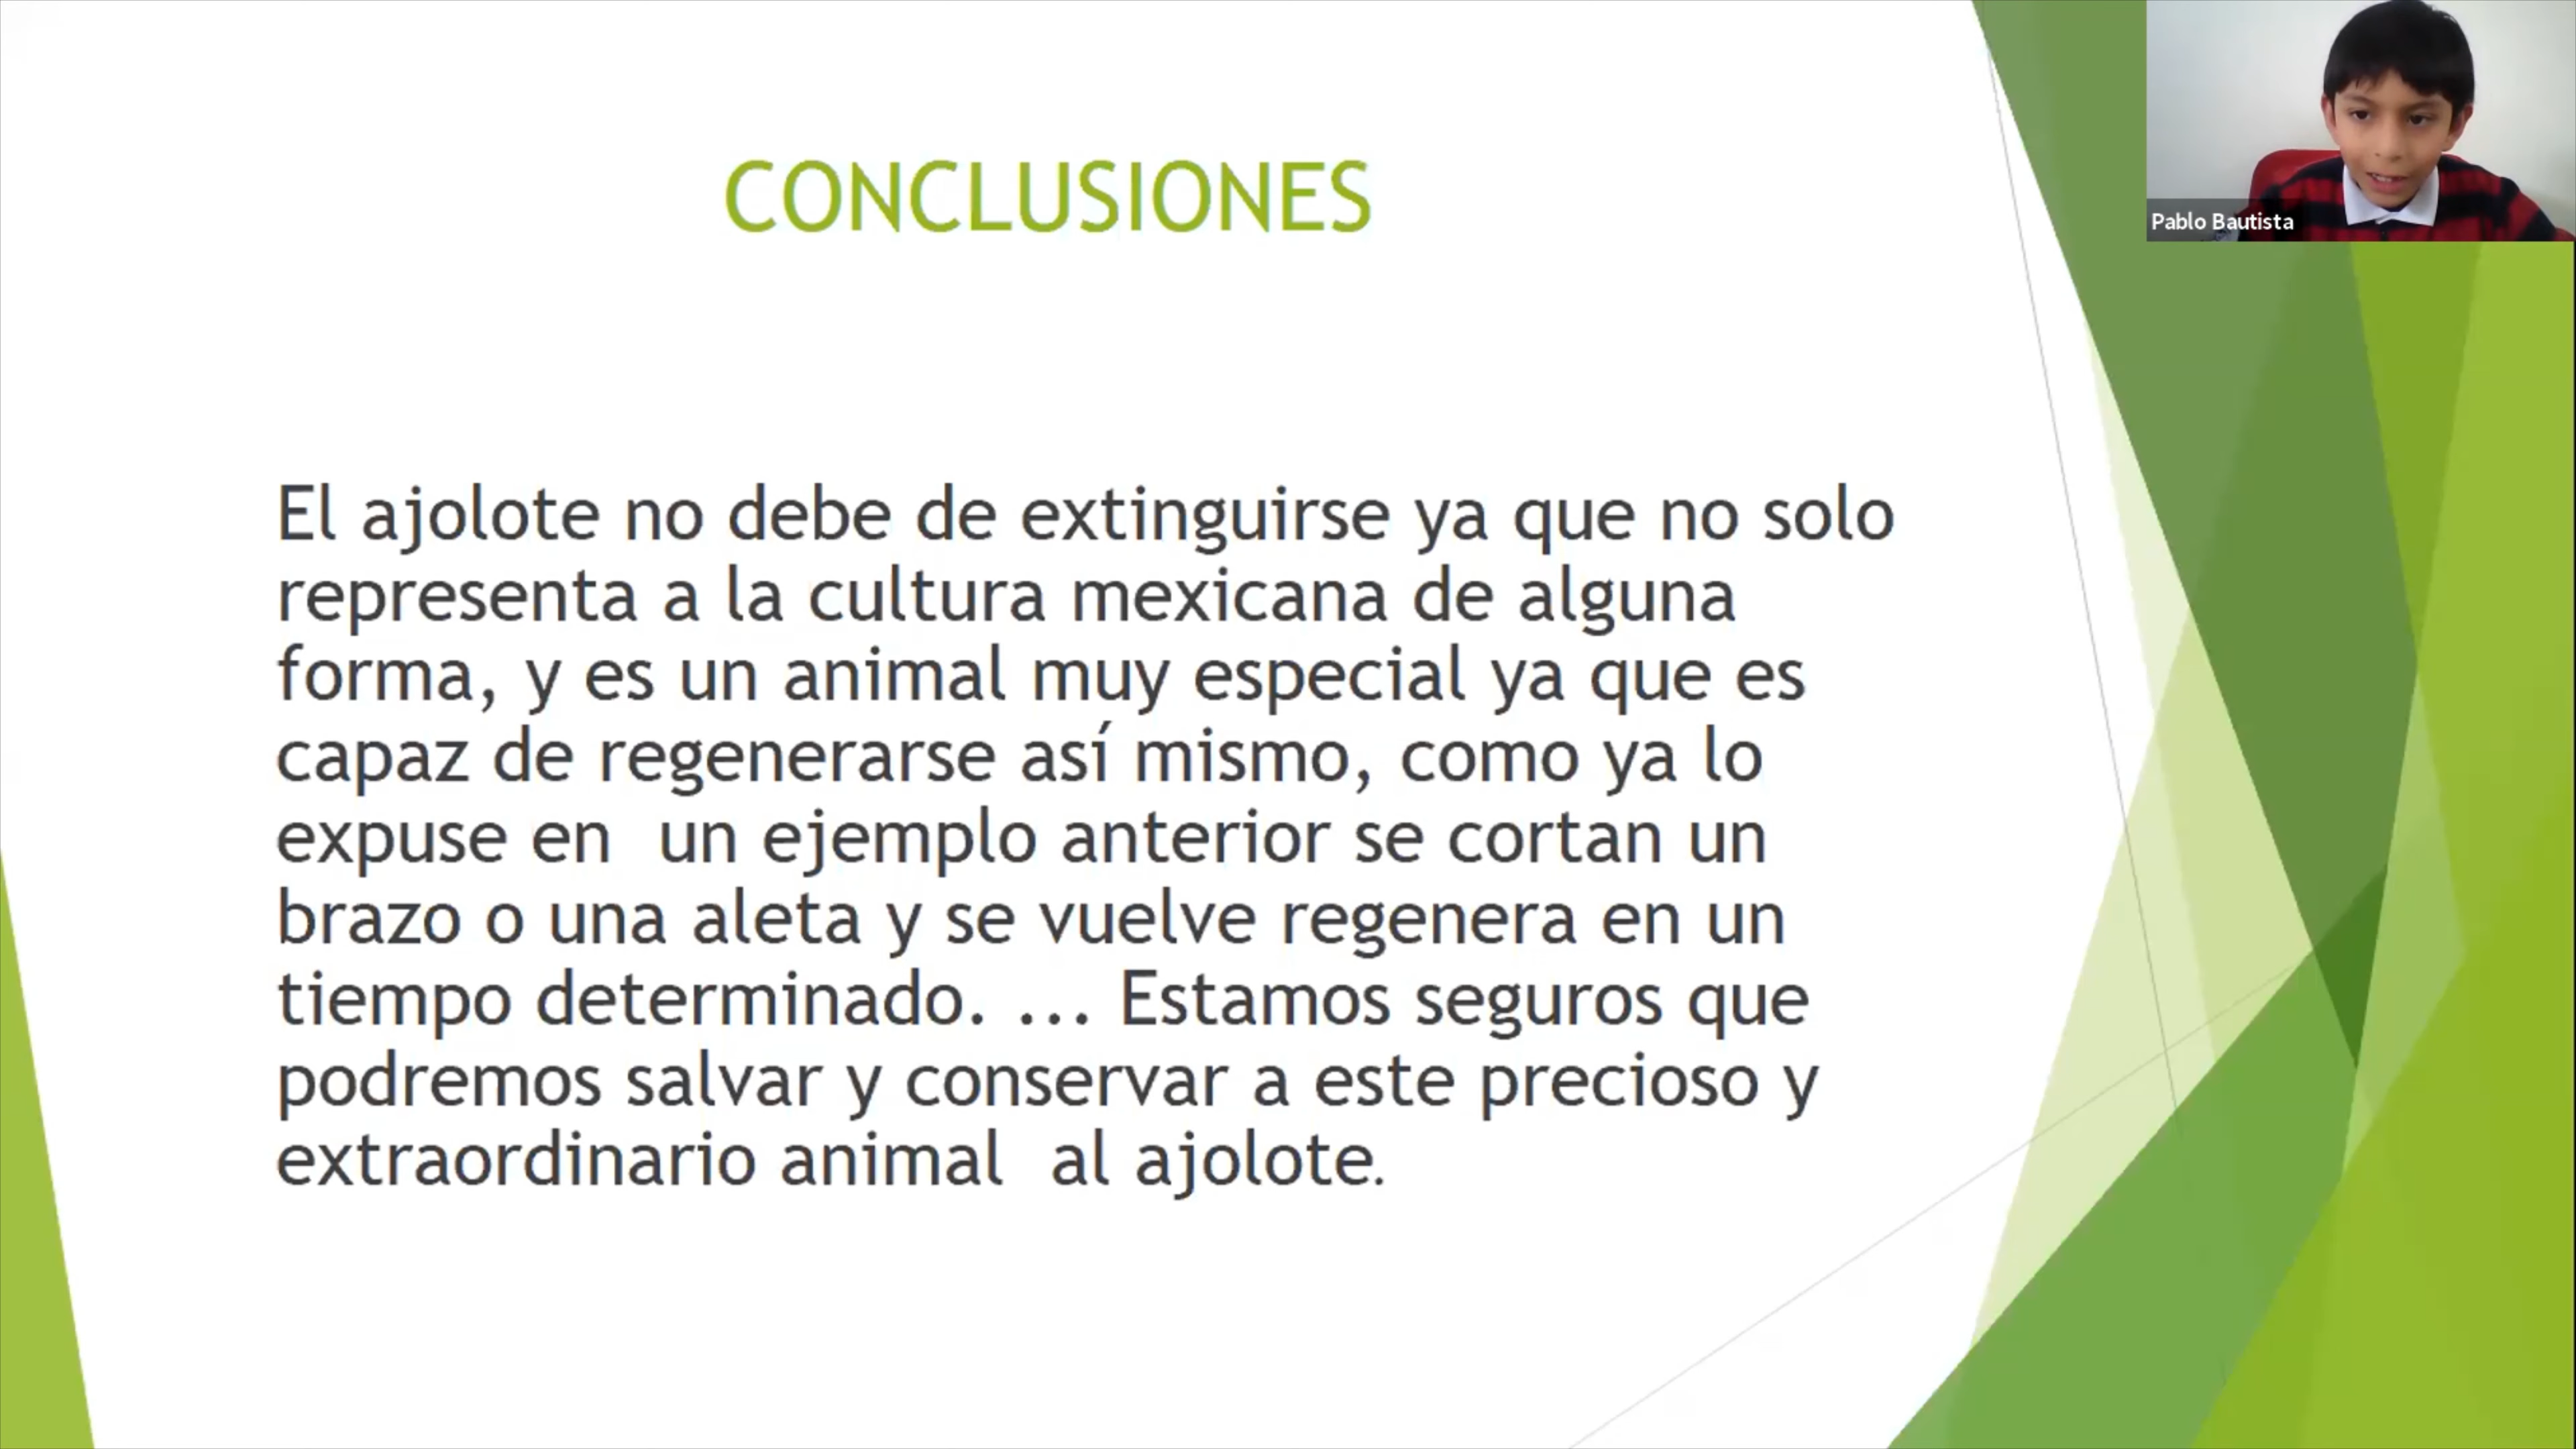 CONCLUSIONES
Pablo Bautista
El ajolote no debe de extinguirse ya que no solo
representa a la cultura mexicana de alguna
forma, y es un animal muy especial ya que es
capaz de regenerarse así mismo, como ya lo
expuse en  un ejemplo anterior se cortan un
brazo o una aleta y se vuelve regenera en un
tiempo determinado. ... Estamos seguros que
podremos salvar y conservar a este precioso y
extraordinario animal  al ajolote.